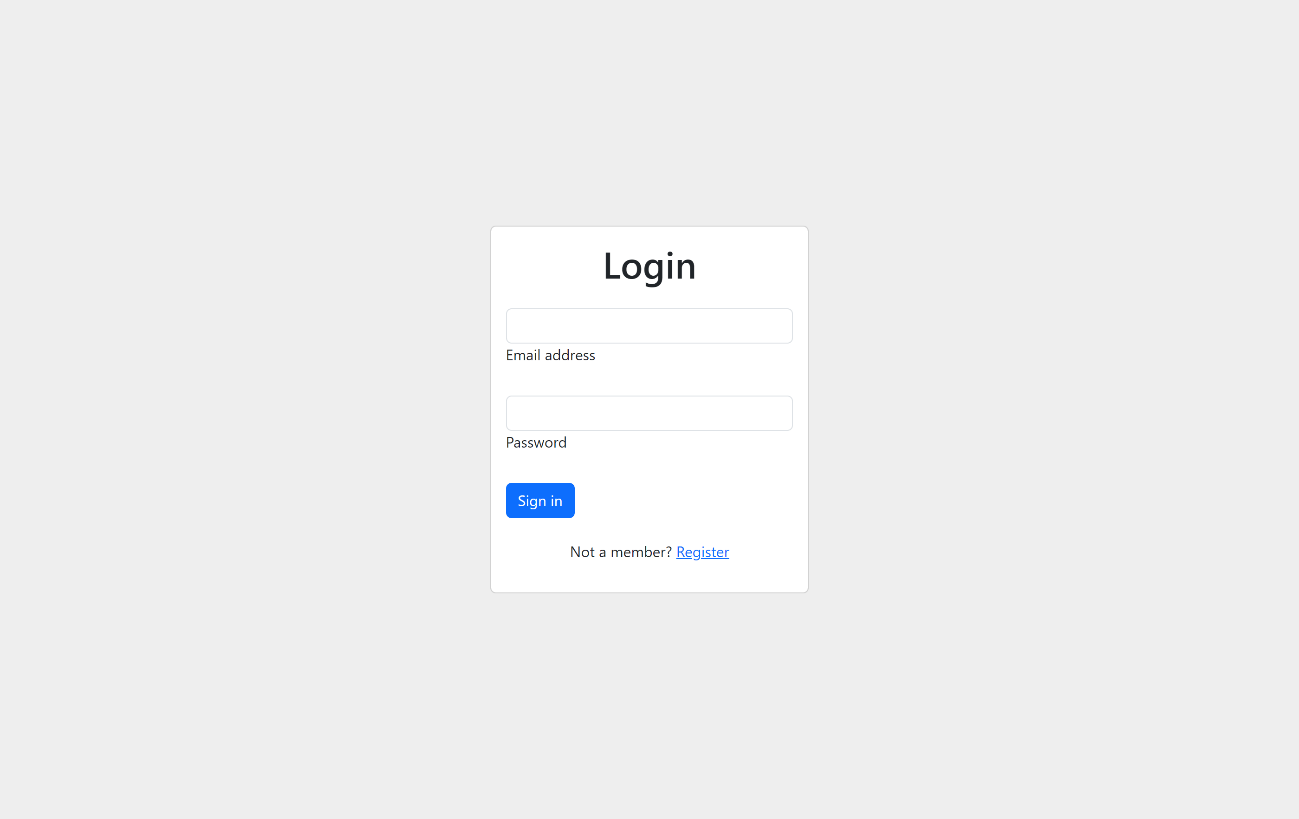 Login
Email address
Password
Sign in
Not a member? Register